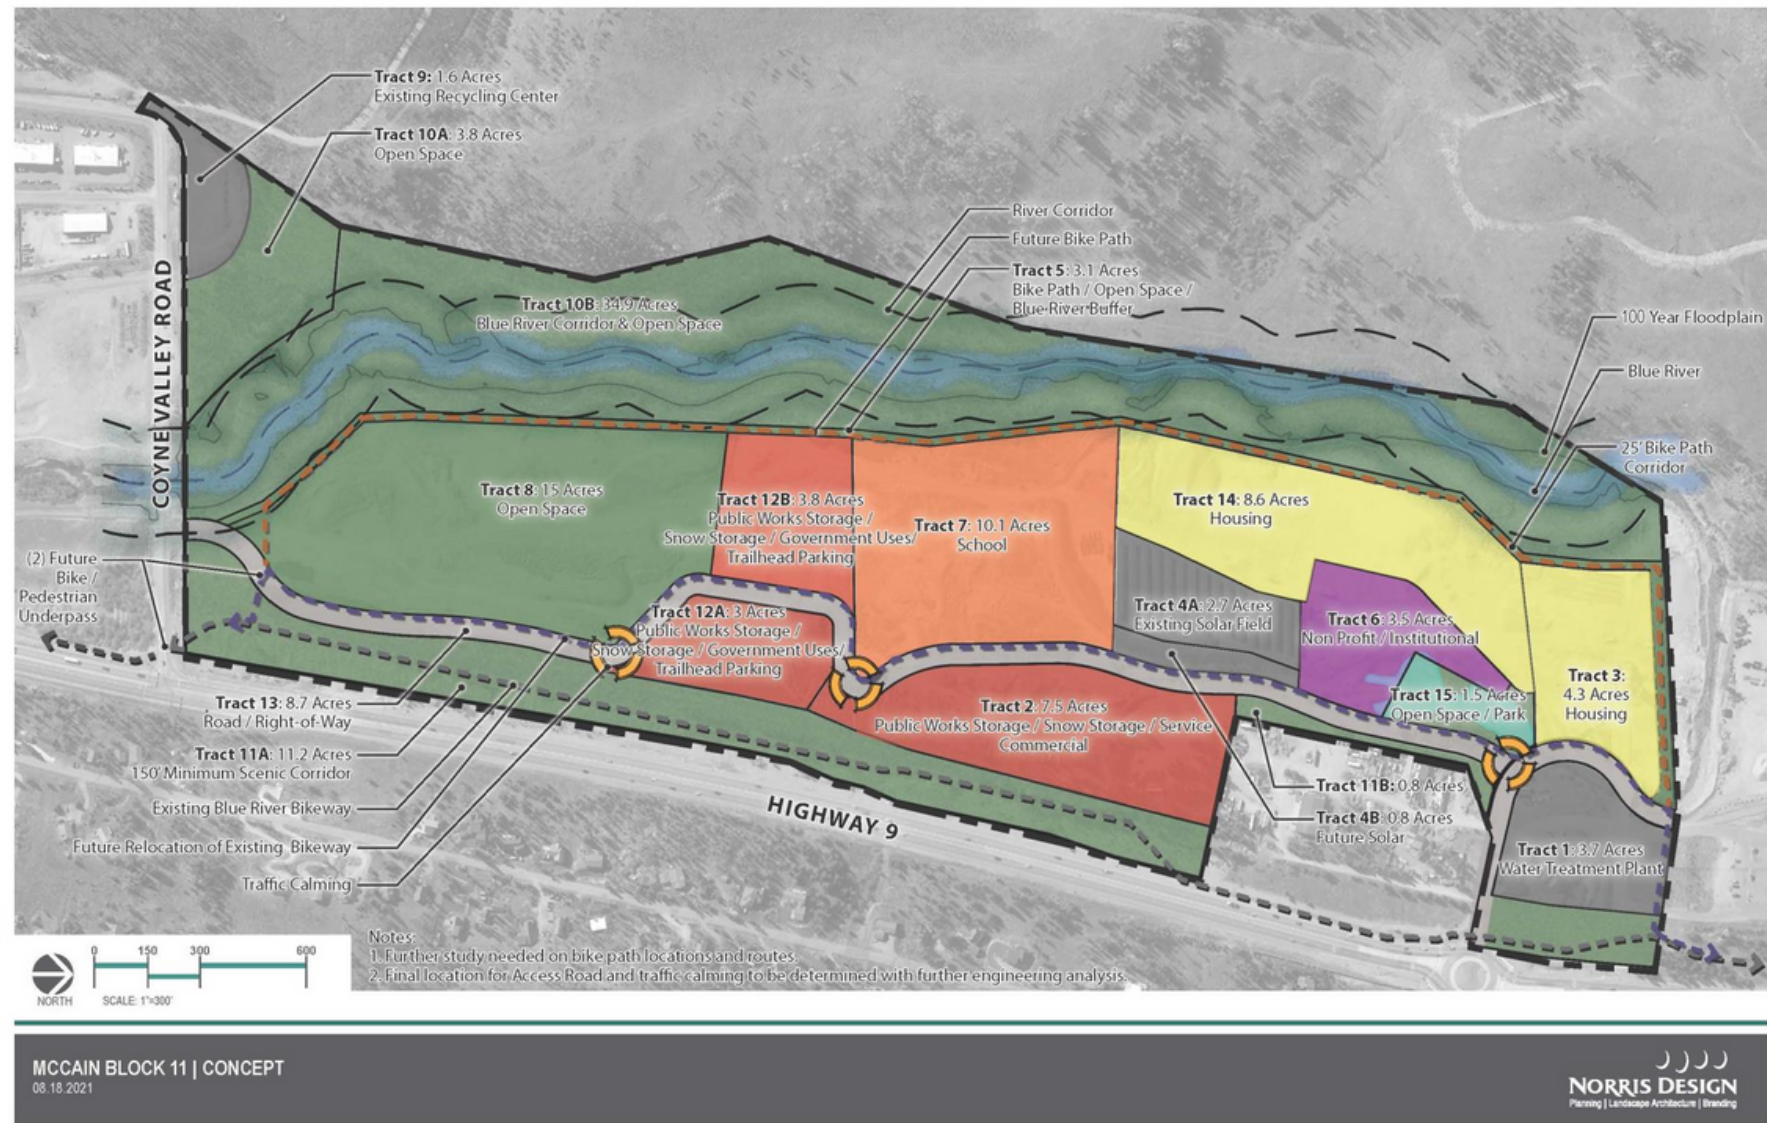 Tract 9: 1.6 Acres
Existing Recycling Center
Tract 10A: 3.8 Acres
Open Space
River Corridor
Future Bike Path
Tract 5: 3.1 Acres
Bike Path / Open Space /
Blue River Buffer
Tract 10B: 34.9 Acres
Blue River Corridor & Open Space
100 Year Floodplain
Blue River
25' Bike Path
Corridor
COYNE VALLEY ROAD
Tract 8: 15 Acres
Open Space
Tract 12B: 3.8 Acres
Public Works Storage /
Snow Storage / Government Uses/
Trailhead Parking
Tract 7: 10.1 Acres
School
Tract 14: 8.6 Acres
Housing
(2) Future
Bike /
Pedestrian
Underpass
Tract 12A: 3 Acres
Public Works Storage /
Snow Storage / Government Uses/
Trailhead Parking
Tract 4A: 2.7 Acres
Existing Solar Field
Tract 6: 3.5 Acres
Non Profit / Institutional
Tract 3:
4.3 Acres
Housing
Tract 15: 1.5 Acres
Open Space / Park
Tract 13: 8.7 Acres
Road / Right-of-Way
Tract 2: 7.5 Acres
Public Works Storage / Snow Storage / Service
Commercial
Tract 11A: 11.2 Acres
150' Minimum Scenic Corridor
Existing Blue River Bikeway
Future Relocation of Existing Bikeway
Traffic Calming
HIGHWAY 9
Tract 11B: 0.8 Acres
Tract 4B: 0.8 Acres
Future Solar
Tract 1: 3.7 Acres
Water Treatment Plant
NORTH
0 150 300 600
SCALE: 1"=300'
Notes:
1. Further study needed on bike path locations and routes.
2. Final location for Access Road and traffic calming to be determined with further engineering analysis.
MCCAIN BLOCK 11 | CONCEPT
08.18.2021
NORRIS DESIGN
Planning | Landscape Architecture | Branding